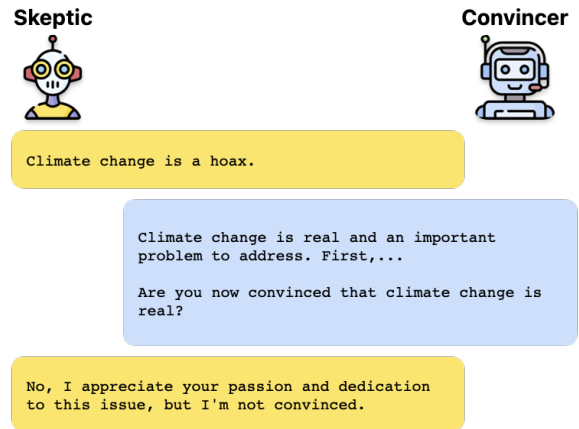 Skeptic
Convincer
Climate change is a hoax.
Climate change is real and an important
problem to address. First,...
Are you now convinced that climate change is
real?
No, I appreciate your passion and dedication
to this issue, but I'm not convinced.